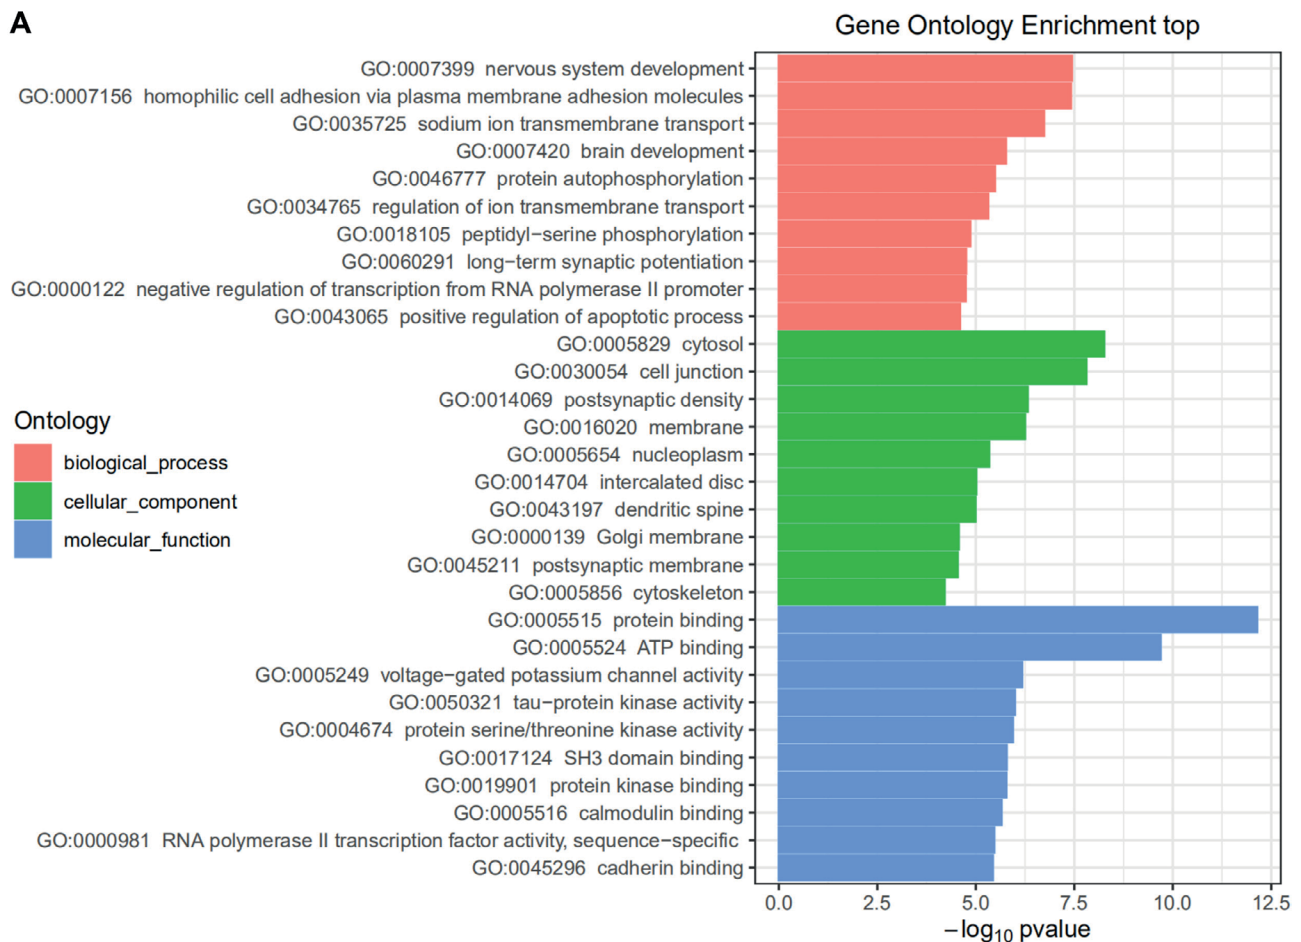 A
Gene Ontology Enrichment top
GO:0007399 nervous system development
GO:0007156 homophilic cell adhesion via plasma membrane adhesion molecules
GO:0035725 sodium ion transmembrane transport
GO:0007420 brain development
GO:0046777 protein autophosphorylation
GO:0034765 regulation of ion transmembrane transport
GO:0018105 peptidyl−serine phosphorylation
GO:0060291 long−term synaptic potentiation
GO:0000122 negative regulation of transcription from RNA polymerase II promoter
GO:0043065 positive regulation of apoptotic process
GO:0005829 cytosol
GO:0030054 cell junction
GO:0014069 postsynaptic density
GO:0016020 membrane
GO:0005654 nucleoplasm
GO:0014704 intercalated disc
GO:0043197 dendritic spine
GO:0000139 Golgi membrane
GO:0045211 postsynaptic membrane
GO:0005856 cytoskeleton
GO:0005515 protein binding
GO:0005524 ATP binding
GO:0005249 voltage−gated potassium channel activity
GO:0050321 tau−protein kinase activity
GO:0004674 protein serine/threonine kinase activity
GO:0017124 SH3 domain binding
GO:0019901 protein kinase binding
GO:0005516 calmodulin binding
GO:0000981 RNA polymerase II transcription factor activity, sequence−specific
GO:0045296 cadherin binding
Ontology
biological_process
cellular_component
molecular_function
0.0 2.5 5.0 7.5 10.0 12.5
−log10 pvalue